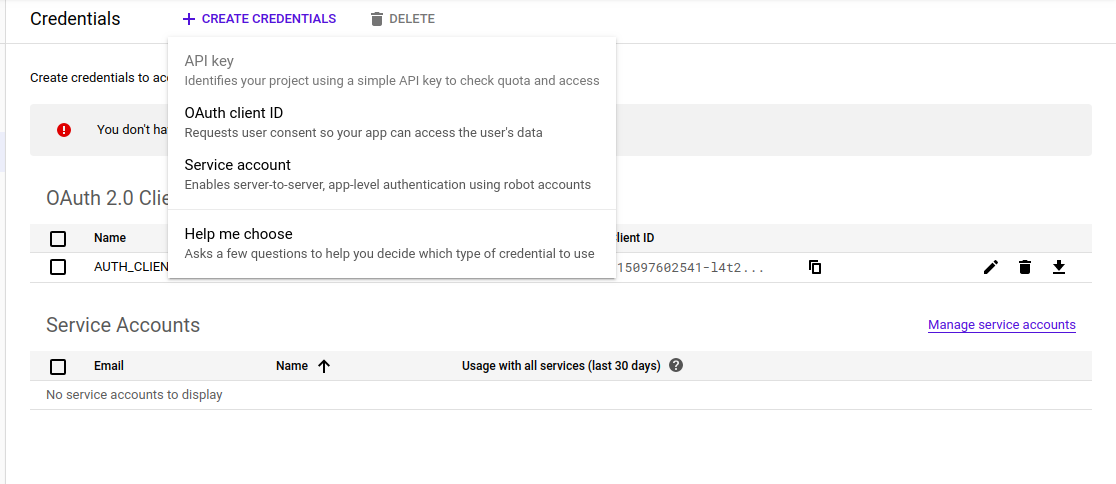 Credentials
CREATE CREDENTIALS
DELETE
API key
Identifies your project using a simple API key to check quota and access
Create credentials to
OAuth client ID
Requests user consent so your app can access the user's data
You don't
Service account
Enables server-to-server, app-level authentication using robot accounts
OAuth 2.0
Help me choose
Asks a few questions to help you decide which type of credential to use
Name
Client ID
AUTH_CLIEN
15097602541-l4t2...
Service Accounts
Manage service accounts
Email
Name
Usage with all services (last 30 days)
No service accounts to display